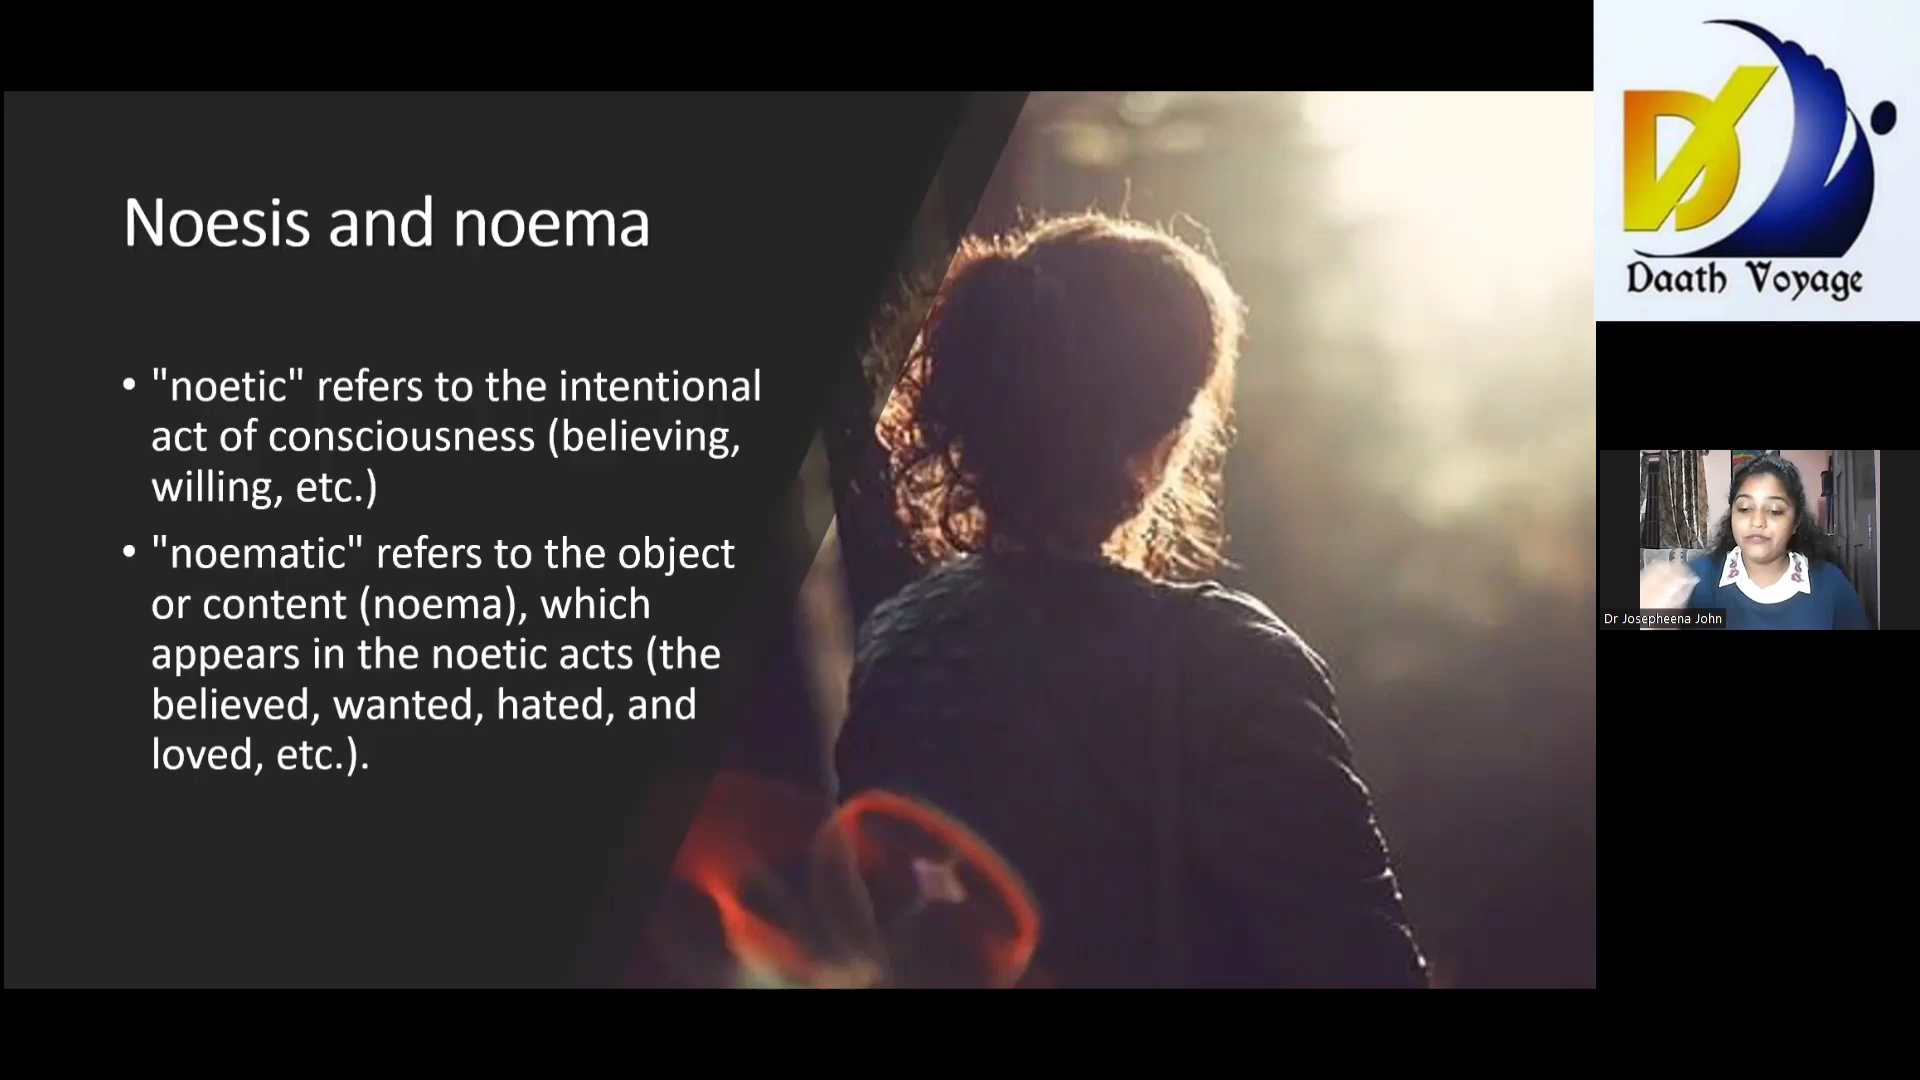 Noesis and noema
• "noetic" refers to the intentional
act of consciousness (believing,
willing, etc.)
• "noematic" refers to the object
or content (noema), which
appears in the noetic acts (the
believed, wanted, hated, and
loved, etc.).
DV
Daath Voyage
Dr Josepheena John